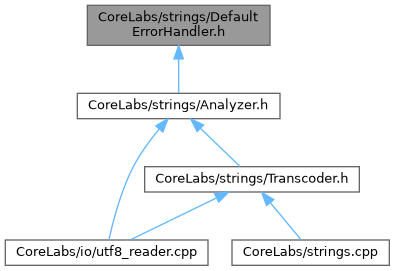 CoreLabs/strings/Default
ErrorHandler.h
CoreLabs/strings/Analyzer.h
CoreLabs/strings/Transcoder.h
CoreLabs/io/utf8_reader.cpp
CoreLabs/strings.cpp